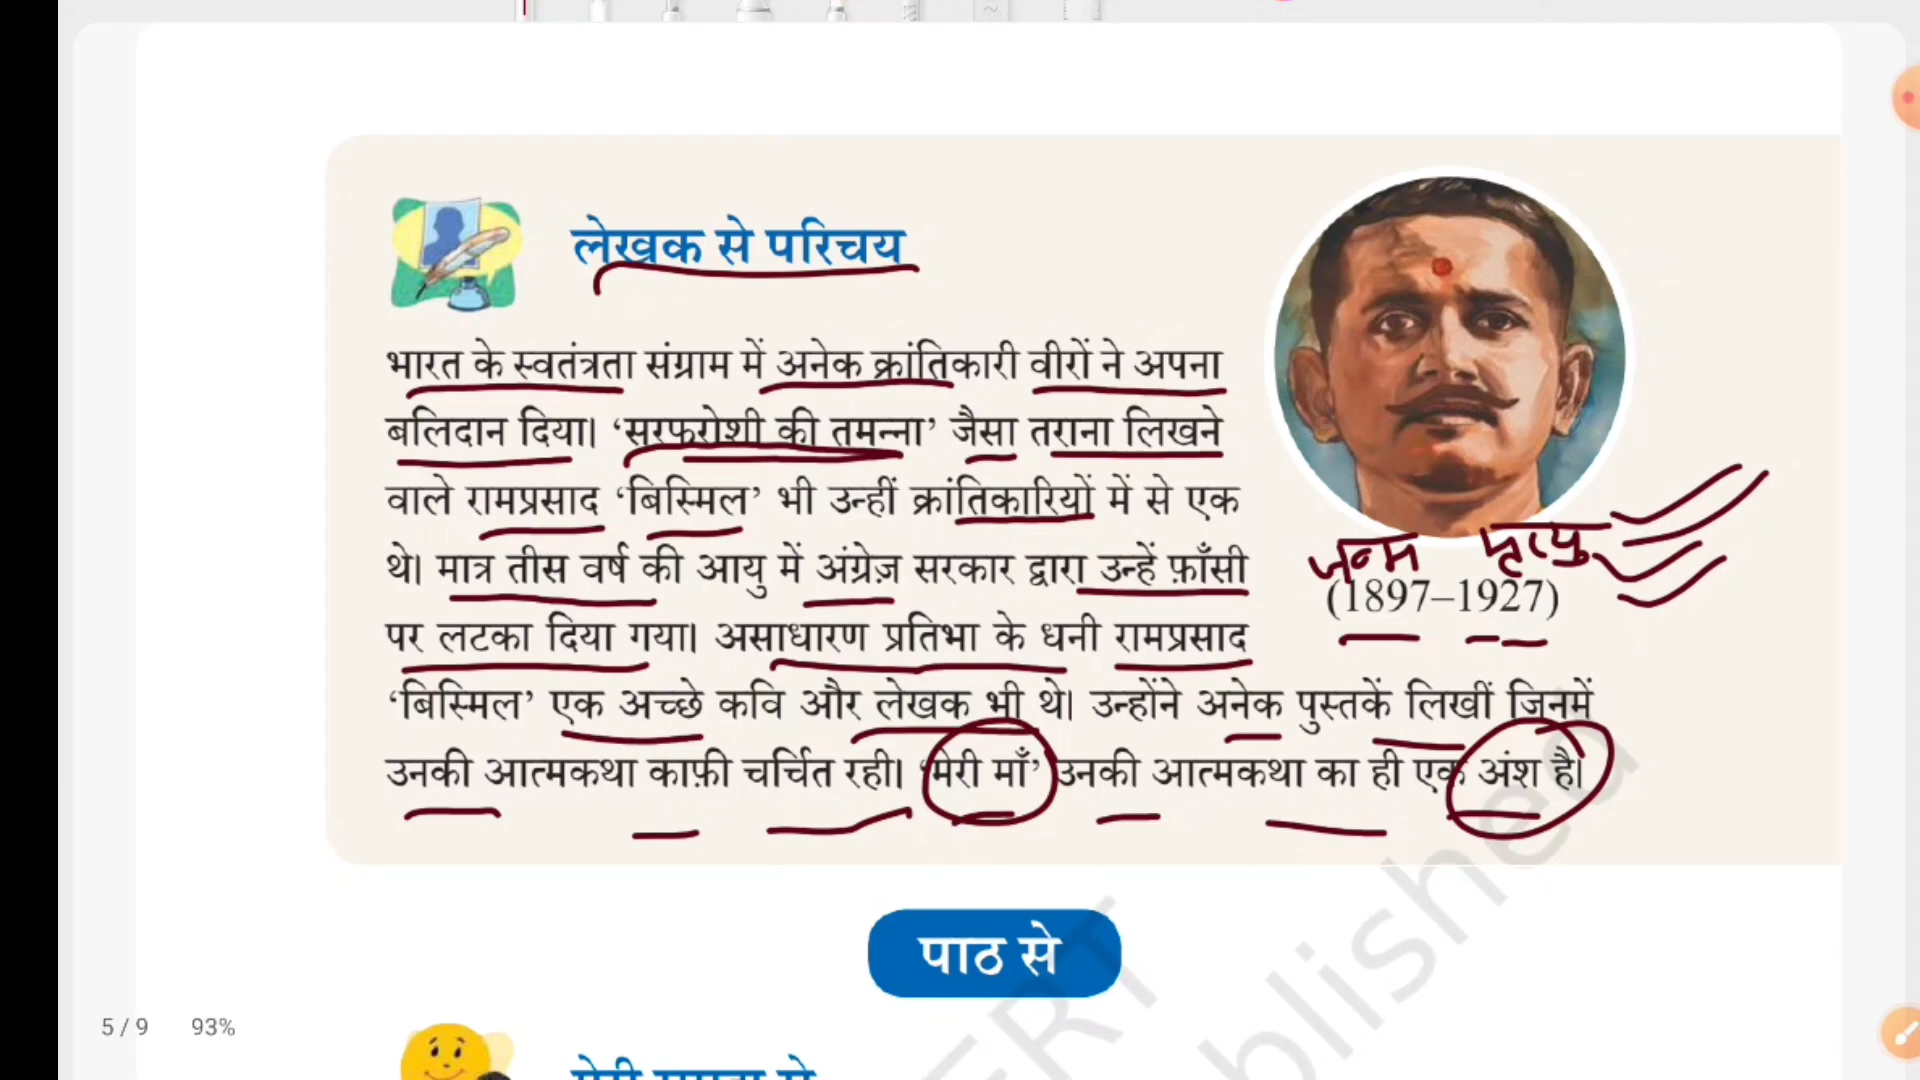 लेखक से परिचय
भारत के स्वतंत्रता संग्राम में अनेक क्रांतिकारी वीरों ने अपना
बलिदान दिया। ‘सरफरोशी की तमन्ना’ जैसा तराना लिखने
वाले रामप्रसाद ‘बिस्मिल’ भी उन्हीं क्रांतिकारियों में से एक
थे। मात्र तीस वर्ष की आयु में अंग्रेज़ सरकार द्वारा उन्हें फ़ाँसी
पर लटका दिया गया। असाधारण प्रतिभा के धनी रामप्रसाद
‘बिस्मिल’ एक अच्छे कवि और लेखक भी थे। उन्होंने अनेक पुस्तकें लिखीं जिनमें
उनकी आत्मकथा काफ़ी चर्चित रही। ‘मेरी माँ’ उनकी आत्मकथा का ही एक अंश है।
जन्म मृत्यु
(1897–1927)
पाठ से
5 / 9 93%